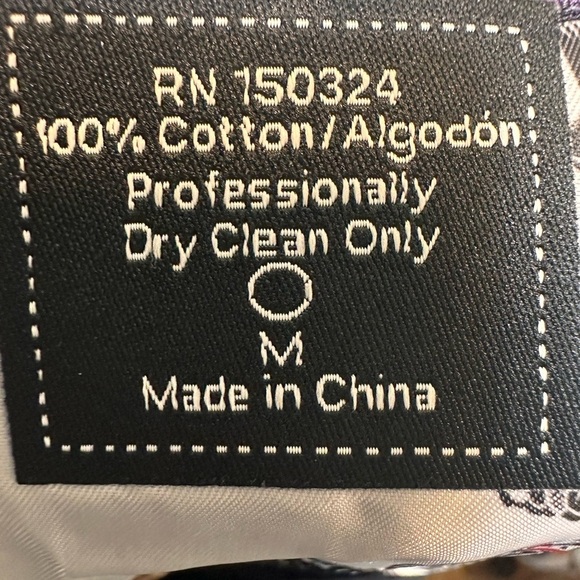 RN 150324
100% Cotton/Algodón
Professionally
Dry Clean Only
M
Made in China